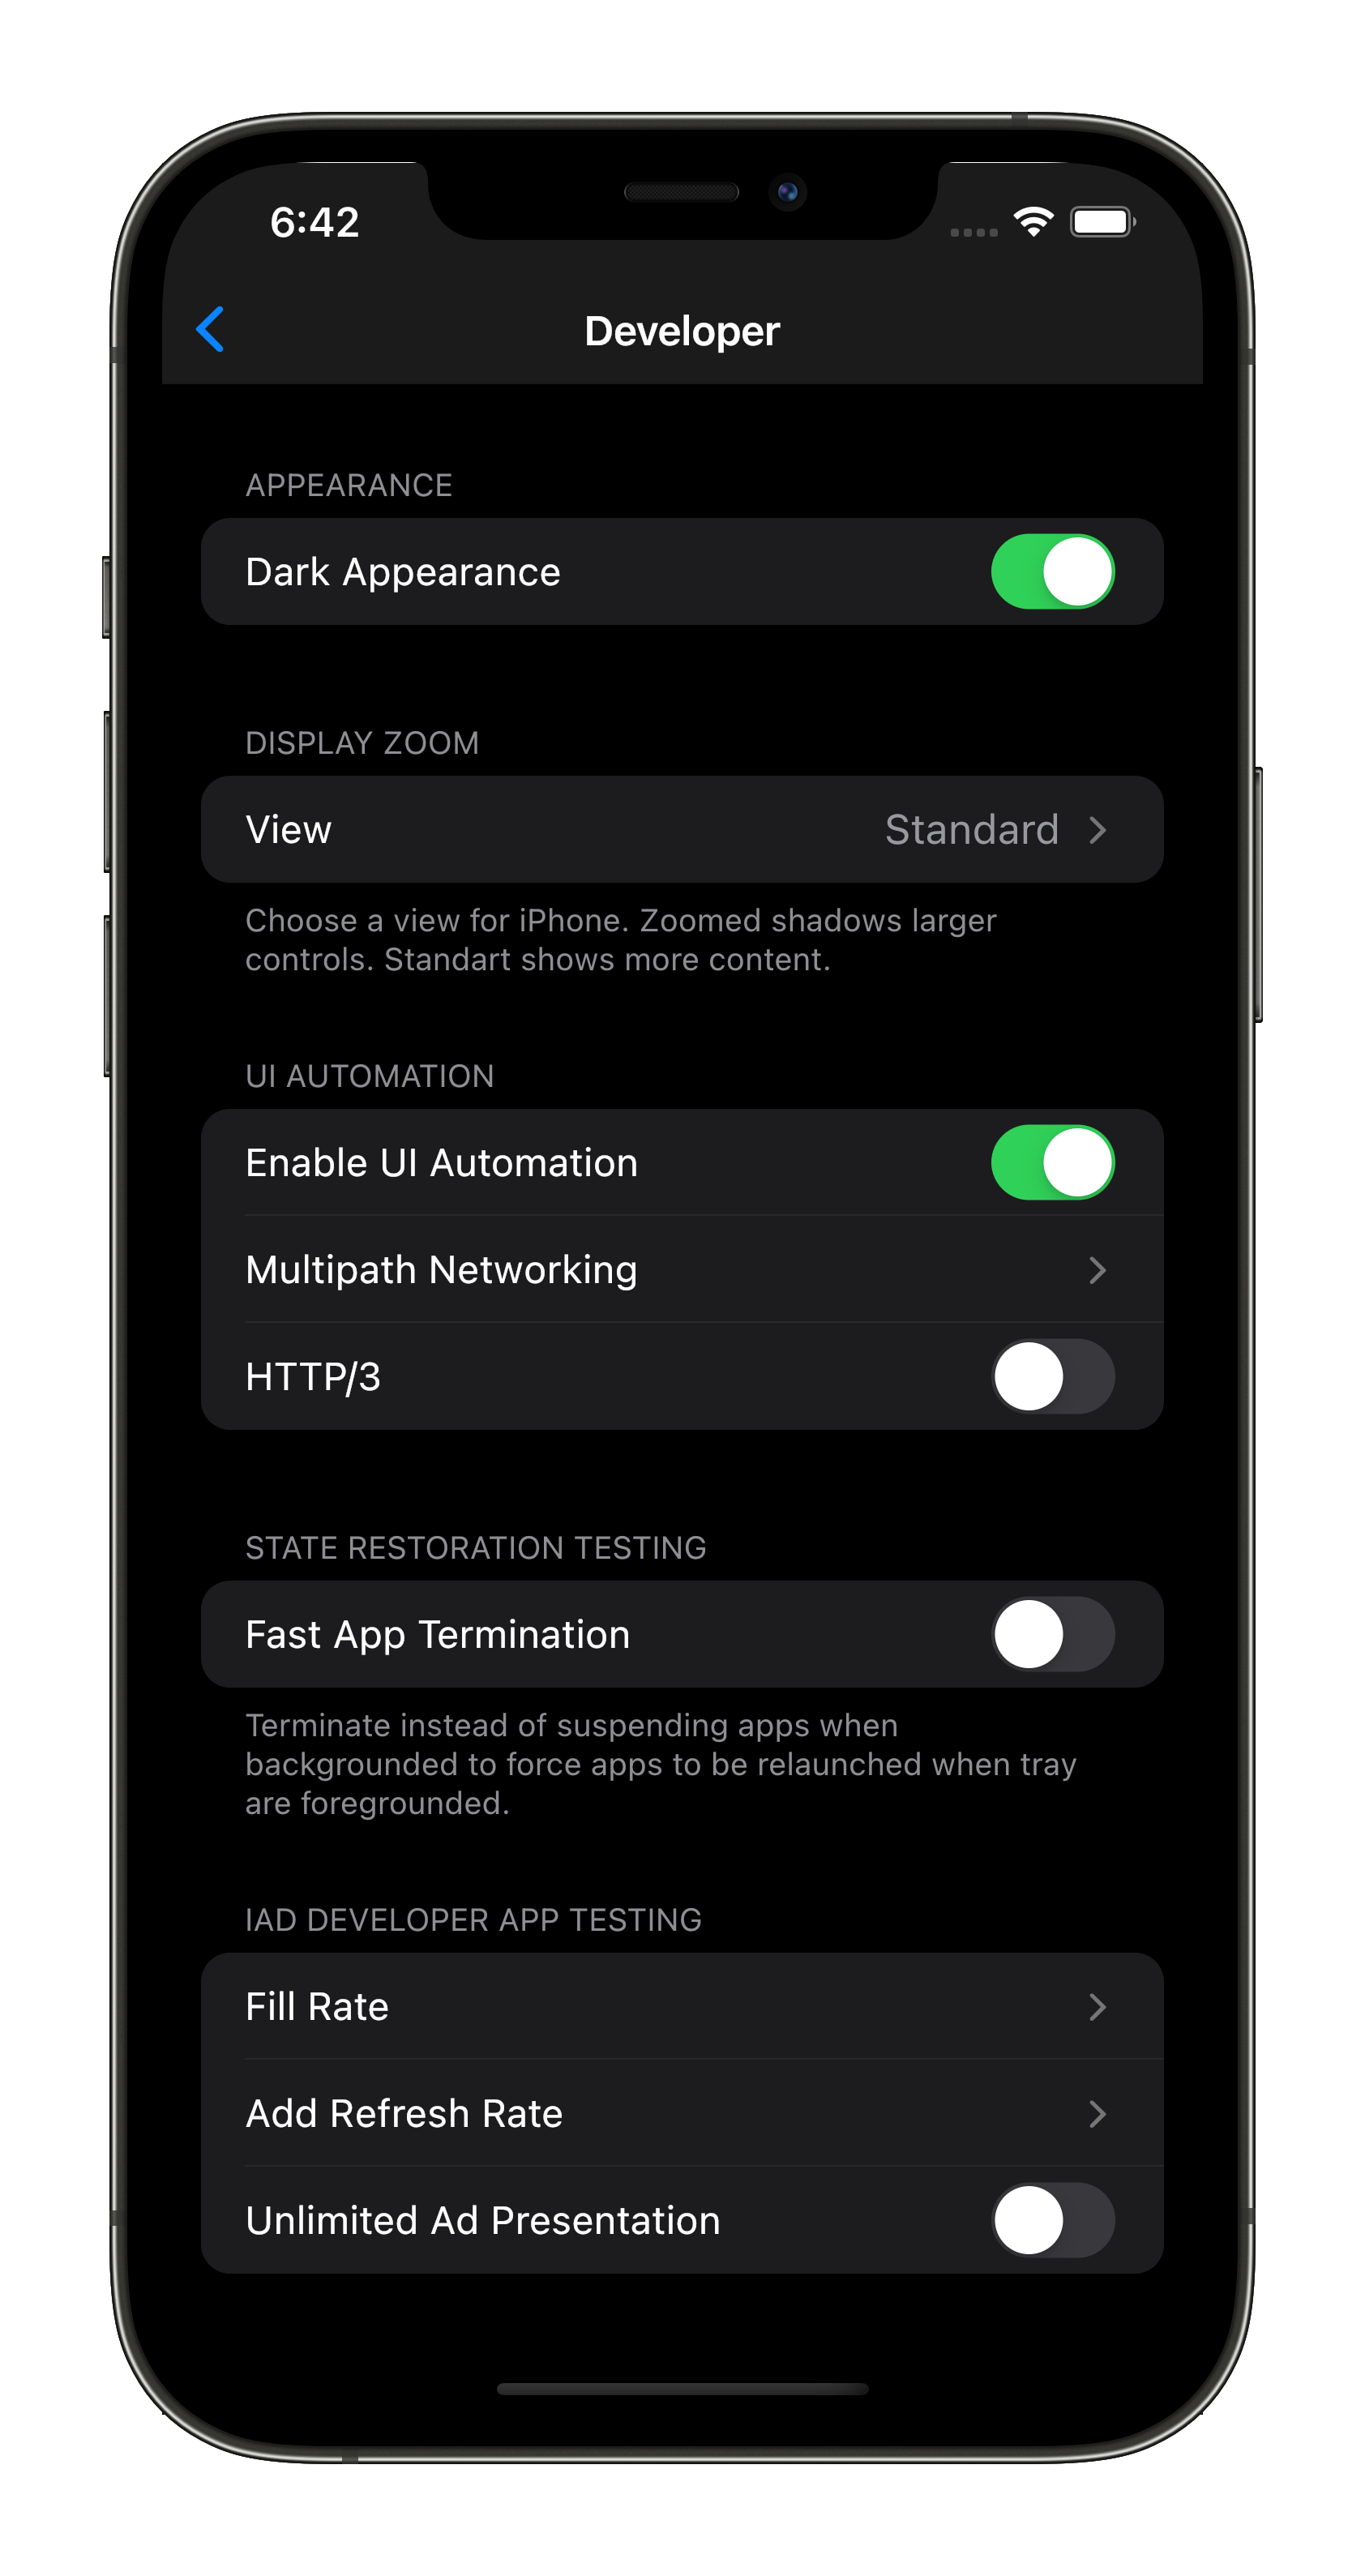 6:42
Developer
APPEARANCE
Dark Appearance
DISPLAY ZOOM
View Standard
Choose a view for iPhone. Zoomed shadows larger
controls. Standart shows more content.
UI AUTOMATION
Enable UI Automation
Multipath Networking
HTTP/3
STATE RESTORATION TESTING
Fast App Termination
Terminate instead of suspending apps when
backgrounded to force apps to be relaunched when tray
are foregrounded.
IAD DEVELOPER APP TESTING
Fill Rate
Add Refresh Rate
Unlimited Ad Presentation